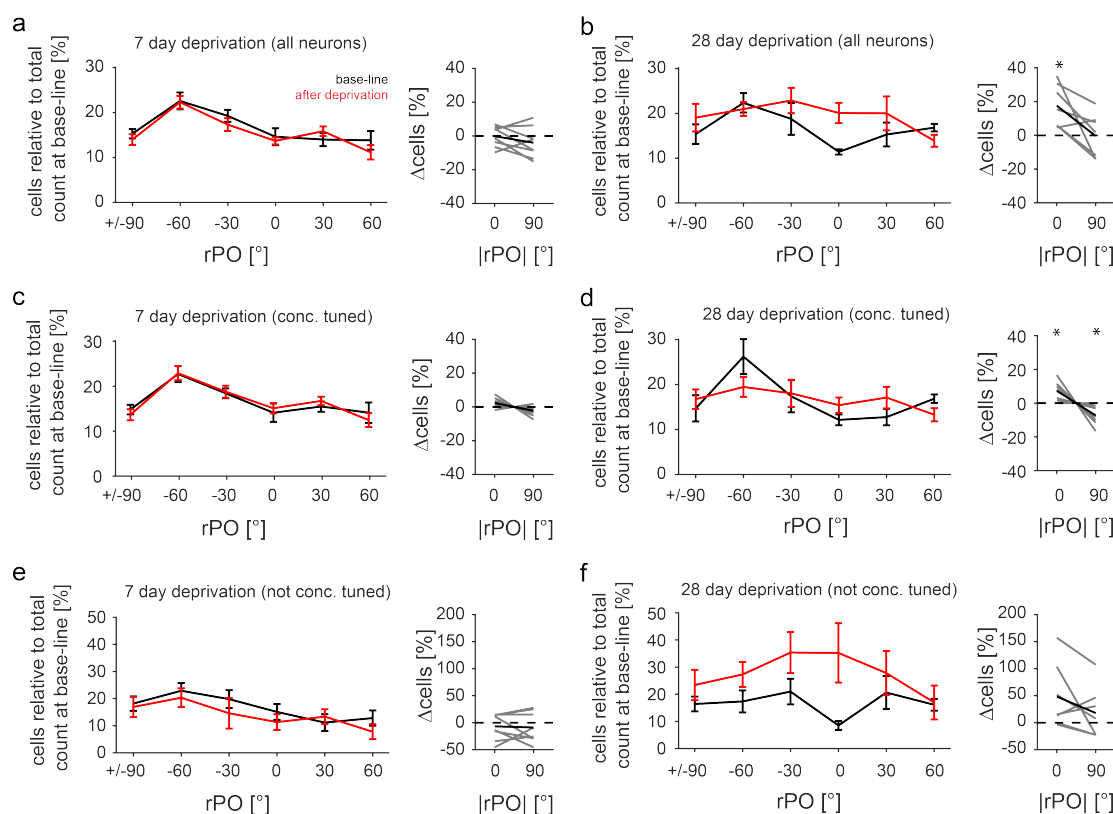 a
7 day deprivation (all neurons)
cells relative to total
count at base-line [%]
30
20
10
0
base-line
after deprivation
+/-90 -60 -30 0 30 60
rPO [°]
Δcells [%]
40
20
0
-20
-40
0 90
|rPO| [°]
b
28 day deprivation (all neurons)
cells relative to total
count at base-line [%]
30
20
10
0
+/-90 -60 -30 0 30 60
rPO [°]
Δcells [%]
40
20
0
-20
-40
*
0 90
|rPO| [°]
c
7 day deprivation (conc. tuned)
cells relative to total
count at base-line [%]
30
20
10
0
+/-90 -60 -30 0 30 60
rPO [°]
Δcells [%]
40
20
0
-20
-40
0 90
|rPO| [°]
d
28 day deprivation (conc. tuned)
cells relative to total
count at base-line [%]
30
20
10
0
+/-90 -60 -30 0 30 60
rPO [°]
Δcells [%]
40
20
0
-20
-40
* *
0 90
|rPO| [°]
e
7 day deprivation (not conc. tuned)
cells relative to total
count at base-line [%]
50
40
30
20
10
0
+/-90 -60 -30 0 30 60
rPO [°]
Δcells [%]
200
150
100
50
0
-50
0 90
|rPO| [°]
f
28 day deprivation (not conc. tuned)
cells relative to total
count at base-line [%]
50
40
30
20
10
0
+/-90 -60 -30 0 30 60
rPO [°]
Δcells [%]
200
150
100
50
0
-50
0 90
|rPO| [°]